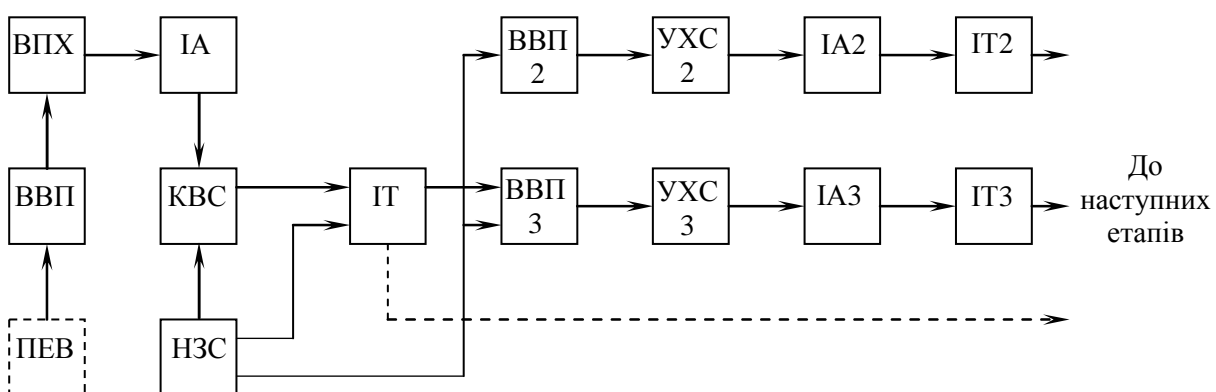 ВПХ
ІА
ВВП
2
УХС
2
ІА2
ІТ2
ВВП
КВС
ІТ
ВВП
3
УХС
3
ІА3
ІТ3
До
наступних
етапів
ПЕВ
НЗС